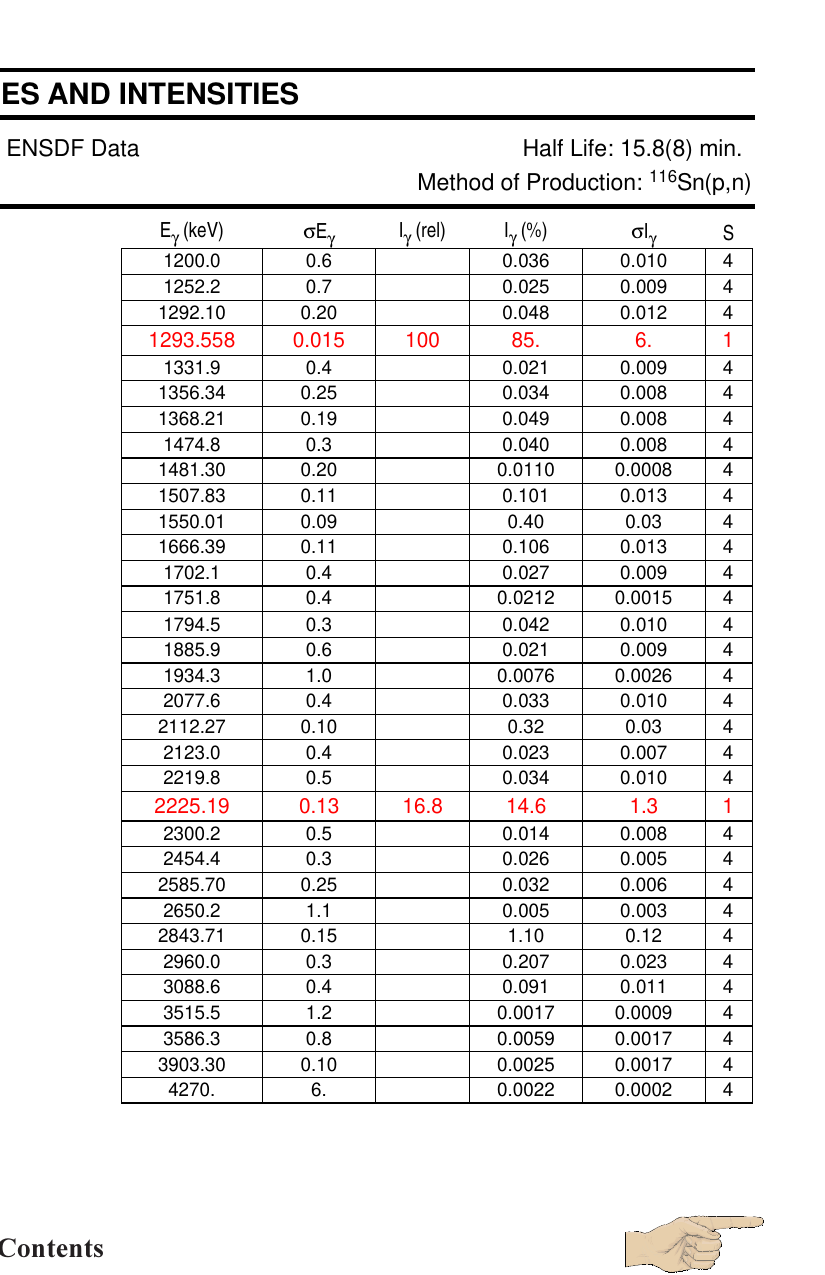 ES AND INTENSITIES
ENSDF Data Half Life: 15.8(8) min.
Method of Production: ¹¹⁶Sn(p,n)
Eγ (keV) σEγ Iγ (rel) Iγ (%) σIγ S
1200.0 0.6 0.036 0.010 4
1252.2 0.7 0.025 0.009 4
1292.10 0.20 0.048 0.012 4
1293.558 0.015 100 85. 6. 1
1331.9 0.4 0.021 0.009 4
1356.34 0.25 0.034 0.008 4
1368.21 0.19 0.049 0.008 4
1474.8 0.3 0.040 0.008 4
1481.30 0.20 0.0110 0.0008 4
1507.83 0.11 0.101 0.013 4
1550.01 0.09 0.40 0.03 4
1666.39 0.11 0.106 0.013 4
1702.1 0.4 0.027 0.009 4
1751.8 0.4 0.0212 0.0015 4
1794.5 0.3 0.042 0.010 4
1885.9 0.6 0.021 0.009 4
1934.3 1.0 0.0076 0.0026 4
2077.6 0.4 0.033 0.010 4
2112.27 0.10 0.32 0.03 4
2123.0 0.4 0.023 0.007 4
2219.8 0.5 0.034 0.010 4
2225.19 0.13 16.8 14.6 1.3 1
2300.2 0.5 0.014 0.008 4
2454.4 0.3 0.026 0.005 4
2585.70 0.25 0.032 0.006 4
2650.2 1.1 0.005 0.003 4
2843.71 0.15 1.10 0.12 4
2960.0 0.3 0.207 0.023 4
3088.6 0.4 0.091 0.011 4
3515.5 1.2 0.0017 0.0009 4
3586.3 0.8 0.0059 0.0017 4
3903.30 0.10 0.0025 0.0017 4
4270. 6. 0.0022 0.0002 4
Contents